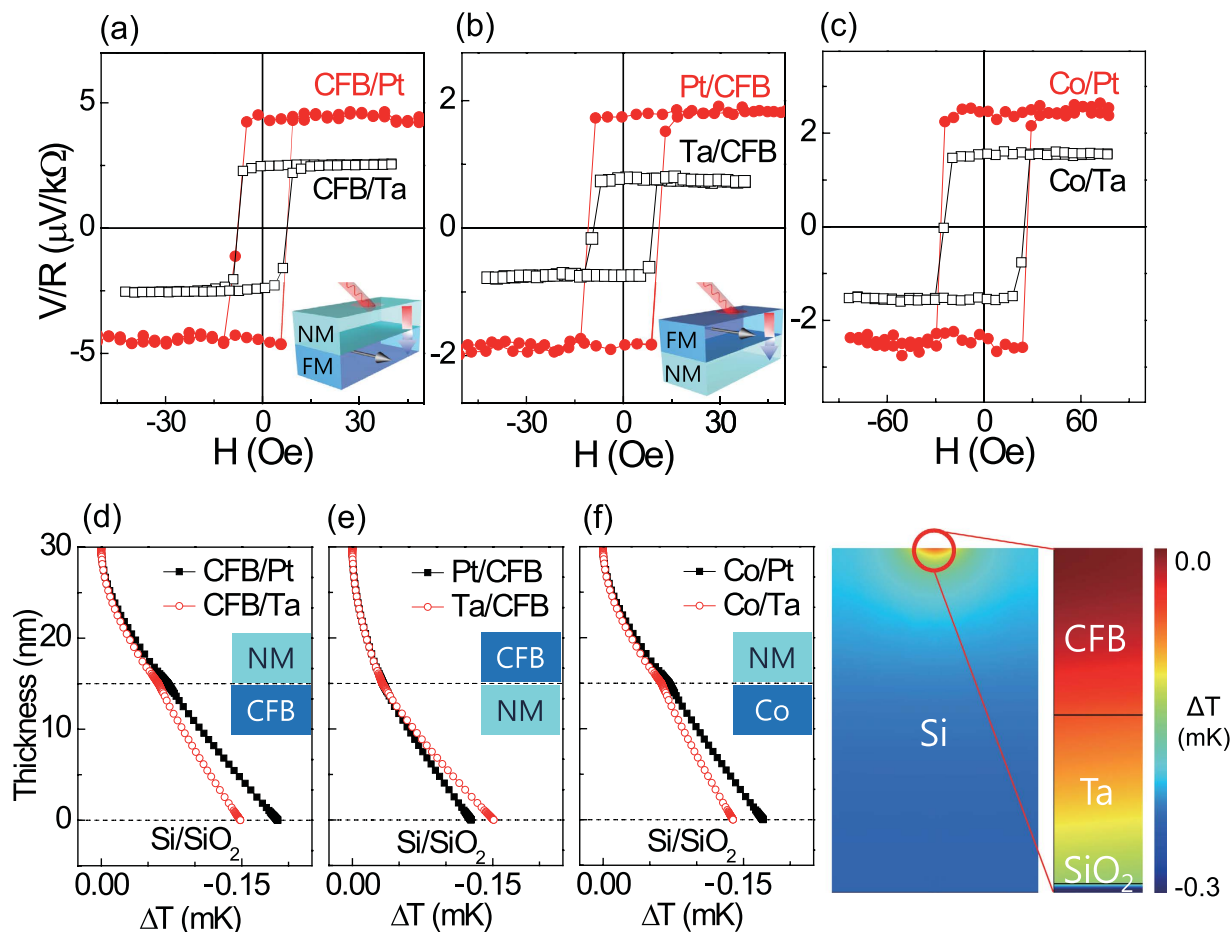 (a)
(b)
(c)
V/R (μV/kΩ)
5
0
-5
CFB/Pt
CFB/Ta
NM
FM
-30
0
30
H (Oe)
2
0
-2
Pt/CFB
Ta/CFB
FM
NM
-30
0
30
H (Oe)
2
0
-2
Co/Pt
Co/Ta
-60
0
60
H (Oe)
(d)
(e)
(f)
Thickness (nm)
30
20
10
0
CFB/Pt
CFB/Ta
NM
CFB
Si/SiO₂
0.00
-0.15
ΔT (mK)
Pt/CFB
Ta/CFB
CFB
NM
Si/SiO₂
0.00
-0.15
ΔT (mK)
Co/Pt
Co/Ta
NM
Co
Si/SiO₂
0.00
-0.15
ΔT (mK)
Si
CFB
Ta
SiO₂
0.0
ΔT
(mK)
-0.3